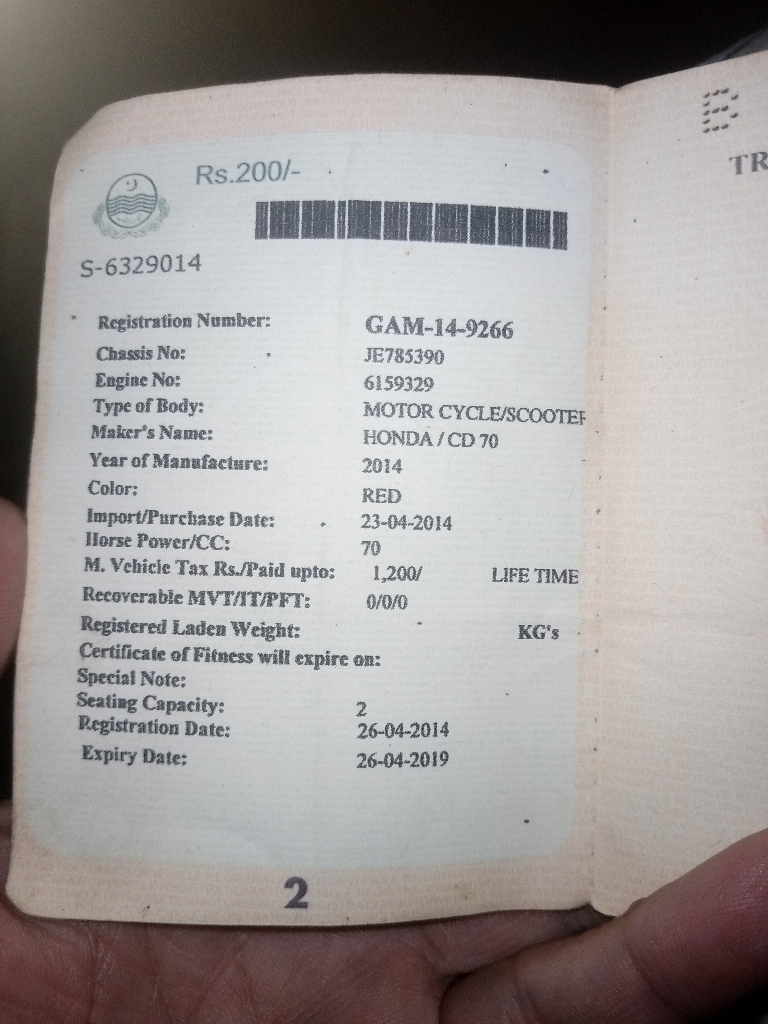 Rs.200/-
S-6329014
Registration Number: GAM-14-9266
Chassis No: JE785390
Engine No: 6159329
Type of Body: MOTOR CYCLE/SCOOTER
Maker's Name: HONDA / CD 70
Year of Manufacture: 2014
Color: RED
Import/Purchase Date: 23-04-2014
Horse Power/CC: 70
M. Vehicle Tax Rs./Paid upto: 1,200/ LIFE TIME
Recoverable MVT/IT/PFT: 0/0/0
Registered Laden Weight: KG's
Certificate of Fitness will expire on:
Special Note:
Seating Capacity: 2
Registration Date: 26-04-2014
Expiry Date: 26-04-2019
2
E
TR